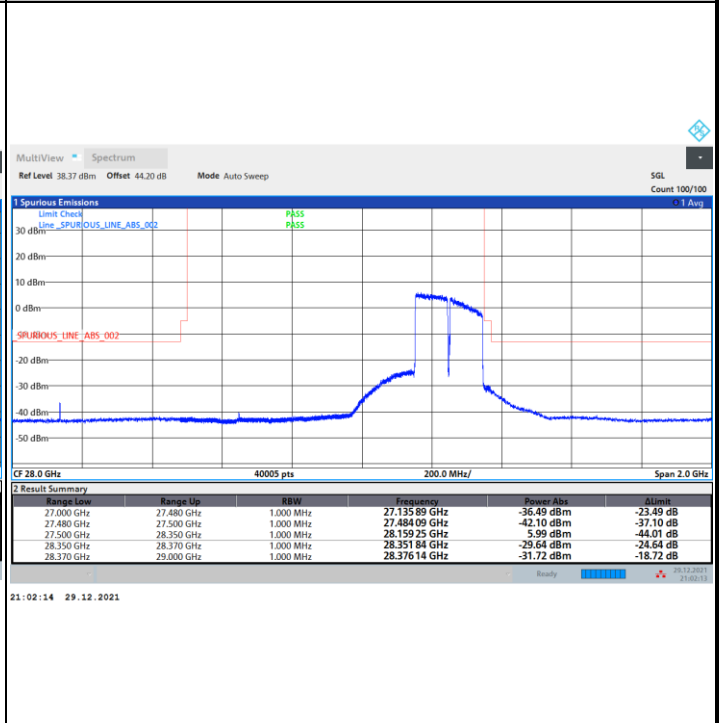 MultiView Spectrum
Ref Level 38.37 dBm Offset 44.20 dB Mode Auto Sweep SGL
Count 100/100
1 Spurious Emissions 1 Avg
Limit Check PASS
Line _SPURIOUS_LINE_ABS_002 PASS
30 dBm
20 dBm
10 dBm
0 dBm
_SPURIOUS_LINE_ABS_002
-20 dBm
-30 dBm
-40 dBm
-50 dBm
CF 28.0 GHz 40005 pts 200.0 MHz/ Span 2.0 GHz
2 Result Summary
Range Low Range Up RBW Frequency Power Abs ΔLimit
27.000 GHz 27.480 GHz 1.000 MHz 27.135 89 GHz -36.49 dBm -23.49 dB
27.480 GHz 27.500 GHz 1.000 MHz 27.484 09 GHz -42.10 dBm -37.10 dB
27.500 GHz 28.350 GHz 1.000 MHz 28.159 25 GHz 5.99 dBm -44.01 dB
28.350 GHz 28.370 GHz 1.000 MHz 28.351 84 GHz -29.64 dBm -24.64 dB
28.370 GHz 29.000 GHz 1.000 MHz 28.376 14 GHz -31.72 dBm -18.72 dB
Ready 29.12.2021
21:02:13
21:02:14 29.12.2021